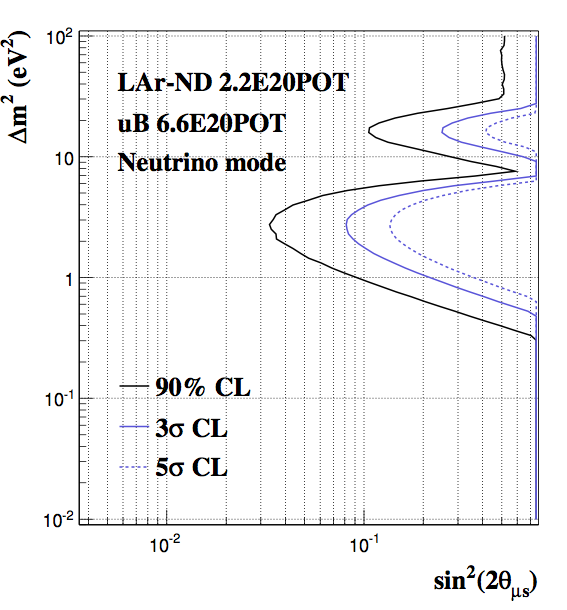 10²
Δm² (eV²)
LAr-ND 2.2E20POT
uB 6.6E20POT
10
Neutrino mode
1
90% CL
10⁻¹
3σ CL
5σ CL
10⁻²
10⁻² 10⁻¹
sin²(2θμs)